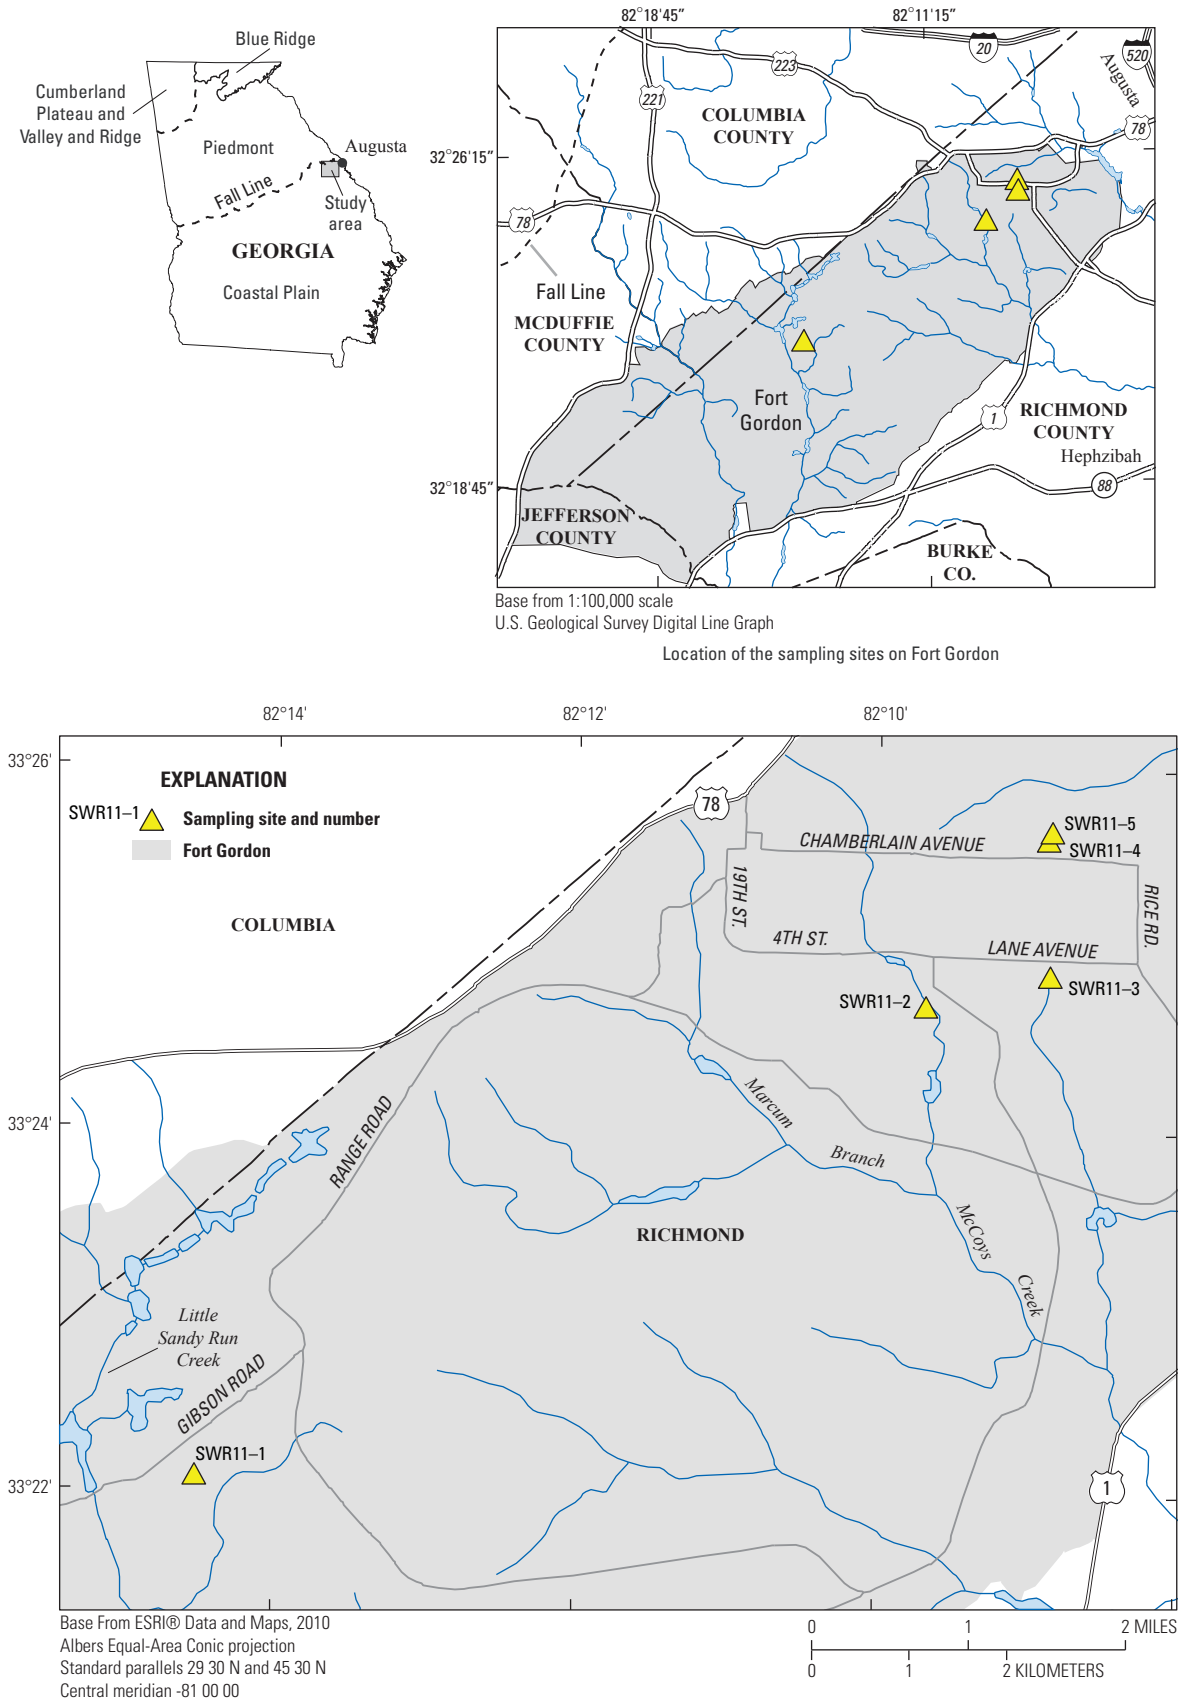 Blue Ridge
Cumberland
Plateau and
Valley and Ridge
Piedmont
Augusta
Fall Line
Study
area
GEORGIA
Coastal Plain
82°18'45"
82°11'15"
20
520
223
Augusta
221
COLUMBIA
COUNTY
78
32°26'15"
78
Fall Line
MCDUFFIE
COUNTY
Fort
Gordon
1
RICHMOND
COUNTY
Hephzibah
32°18'45"
88
JEFFERSON
COUNTY
BURKE
CO.
Base from 1:100,000 scale
U.S. Geological Survey Digital Line Graph
Location of the sampling sites on Fort Gordon
82°14'
82°12'
82°10'
33°26'
EXPLANATION
SWR11–1
Sampling site and number
Fort Gordon
78
SWR11–5
CHAMBERLAIN AVENUE
SWR11–4
19TH ST.
RICE RD.
COLUMBIA
4TH ST.
LANE AVENUE
SWR11–3
SWR11–2
33°24'
RANGE ROAD
Marcum
Branch
RICHMOND
McCoys
Creek
Little
Sandy Run
Creek
GIBSON ROAD
SWR11–1
33°22'
1
Base From ESRI® Data and Maps, 2010
Albers Equal-Area Conic projection
Standard parallels 29 30 N and 45 30 N
Central meridian -81 00 00
0 1 2 MILES
0 1 2 KILOMETERS